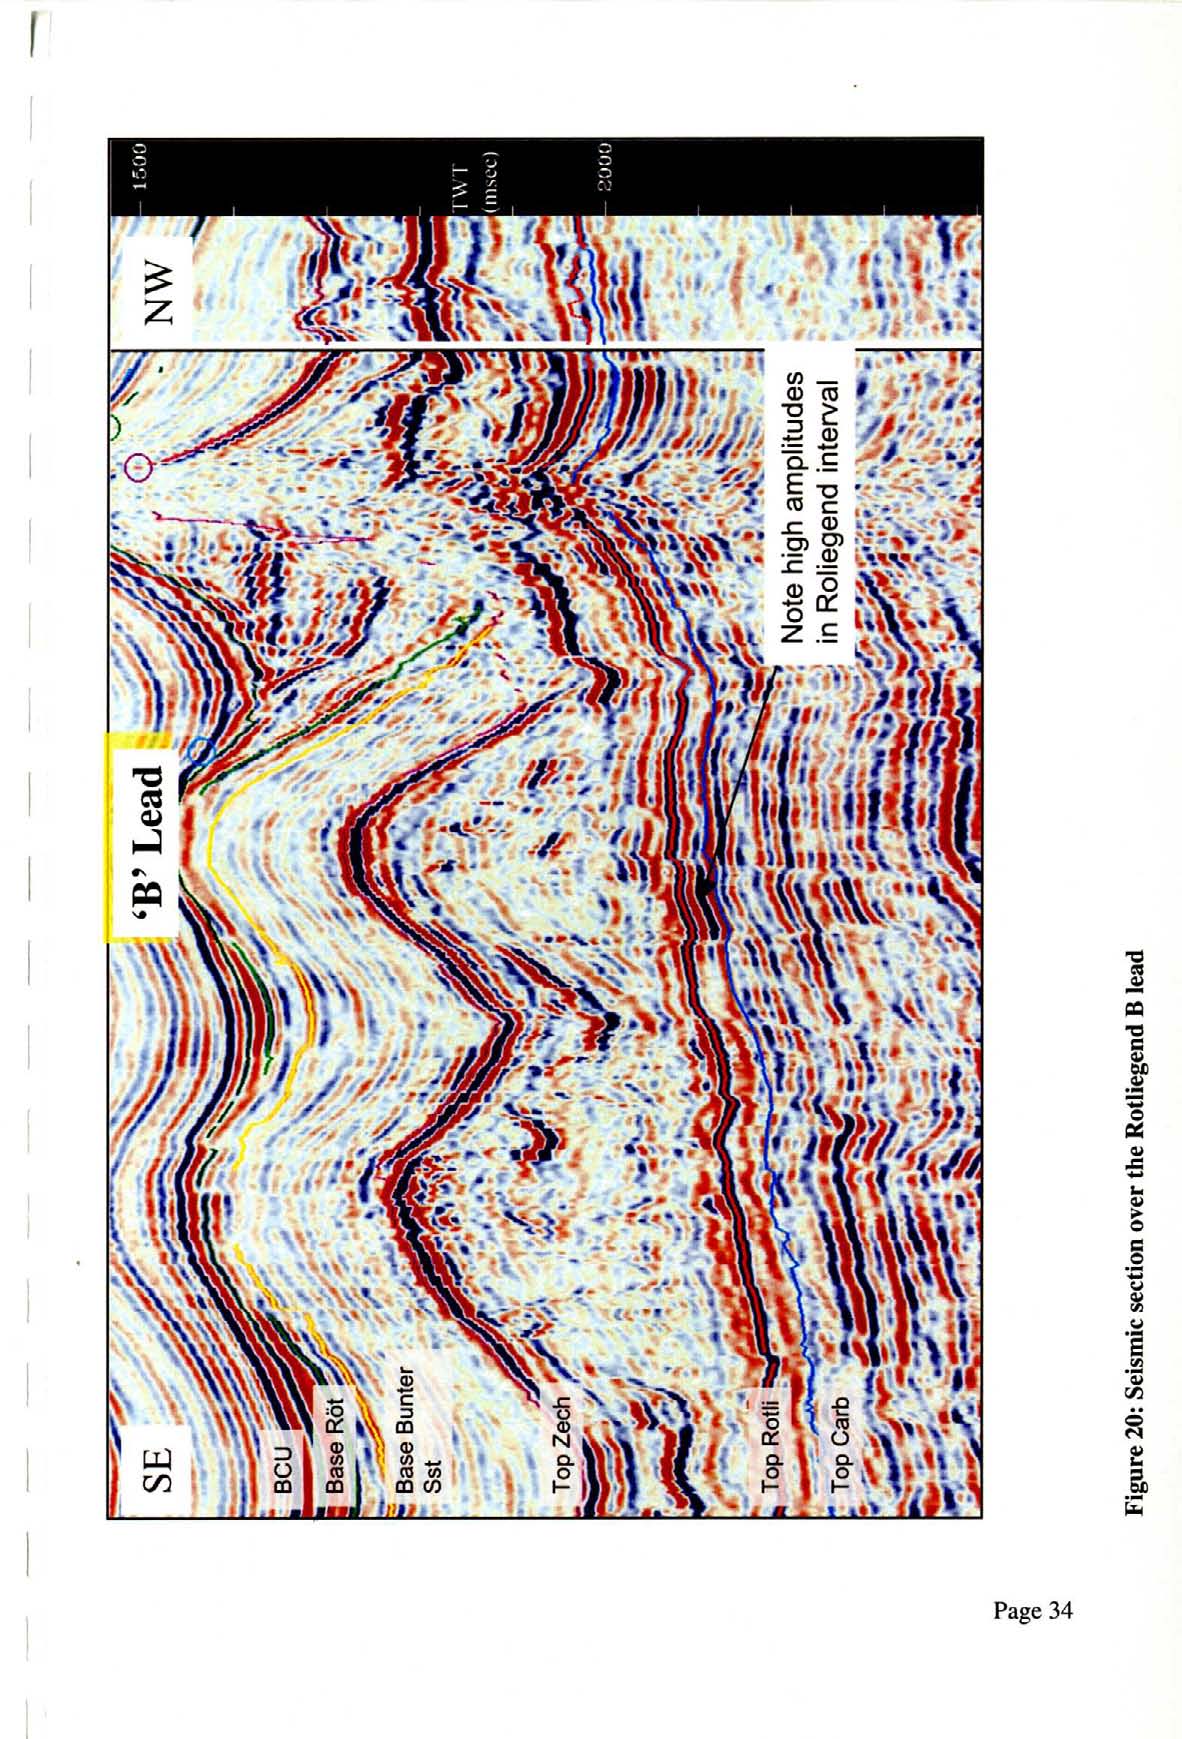 SE
'B' Lead
NW
1500
TWT
(msec)
2000
BCU
Base Röt
Base Bunter
Sst
Top Zech
Top Rotli
Top Carb
Note high amplitudes
in Roliegend interval
Figure 20: Seismic section over the Rotliegend B lead
Page 34